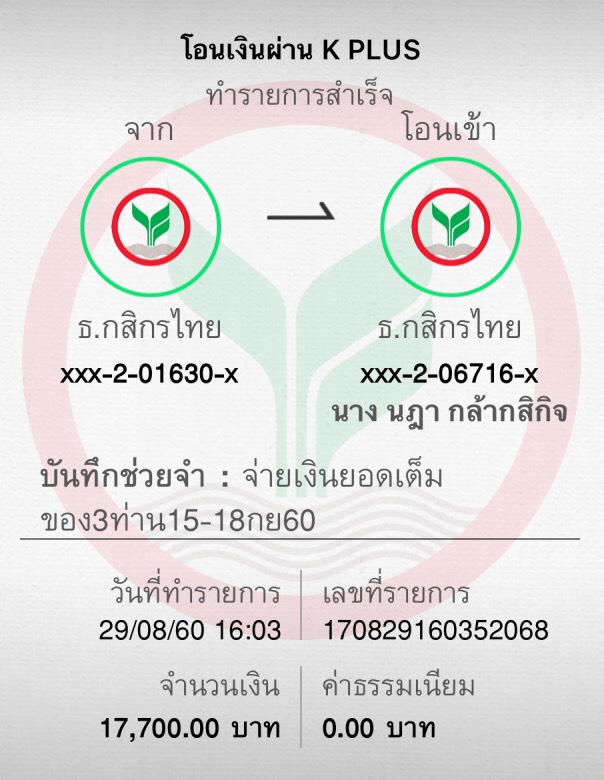 โอนเงินผ่าน K PLUS
ทำรายการสำเร็จ
จาก
โอนเข้า
ธ.กสิกรไทย
ธ.กสิกรไทย
xxx-2-01630-x
xxx-2-06716-x
นาง นฎา กล้ากสิกิจ
บันทึกช่วยจำ : จ่ายเงินยอดเต็ม
ของ3ท่าน15-18กย60
วันที่ทำรายการ
เลขที่รายการ
29/08/60 16:03
170829160352068
จำนวนเงิน
ค่าธรรมเนียม
17,700.00 บาท
0.00 บาท